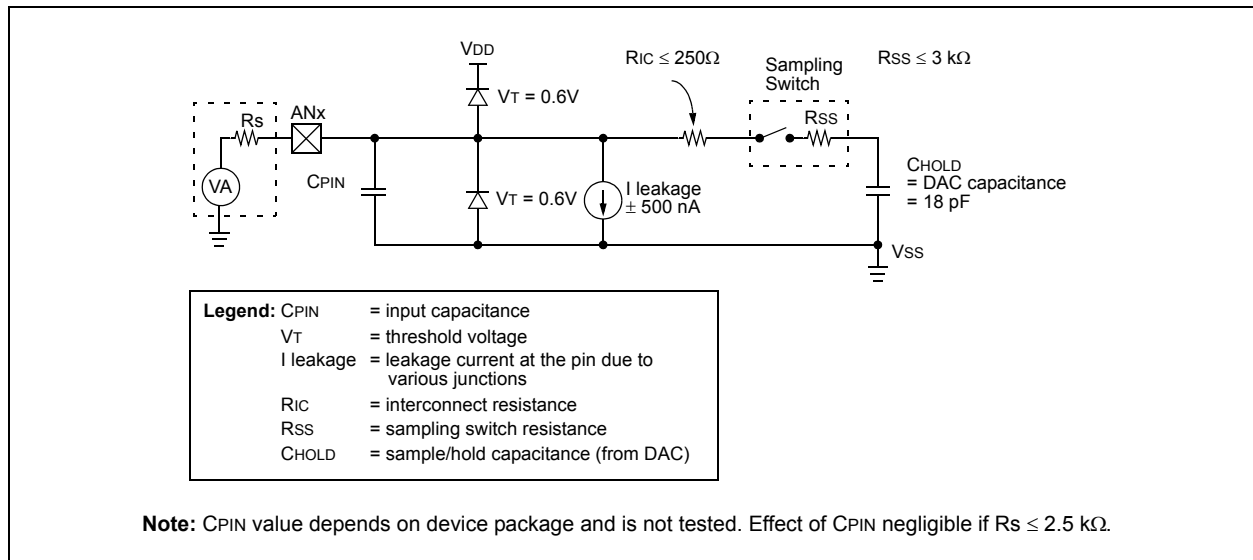 VDD
RIC ≤ 250Ω
Sampling
Switch
RSS ≤ 3 kΩ
VT = 0.6V
Rs
ANx
RSS
CPIN
VA
VT = 0.6V
I leakage
± 500 nA
CHOLD
= DAC capacitance
= 18 pF
VSS
Legend: CPIN = input capacitance
VT = threshold voltage
I leakage = leakage current at the pin due to
various junctions
RIC = interconnect resistance
RSS = sampling switch resistance
CHOLD = sample/hold capacitance (from DAC)
Note: CPIN value depends on device package and is not tested. Effect of CPIN negligible if Rs ≤ 2.5 kΩ.